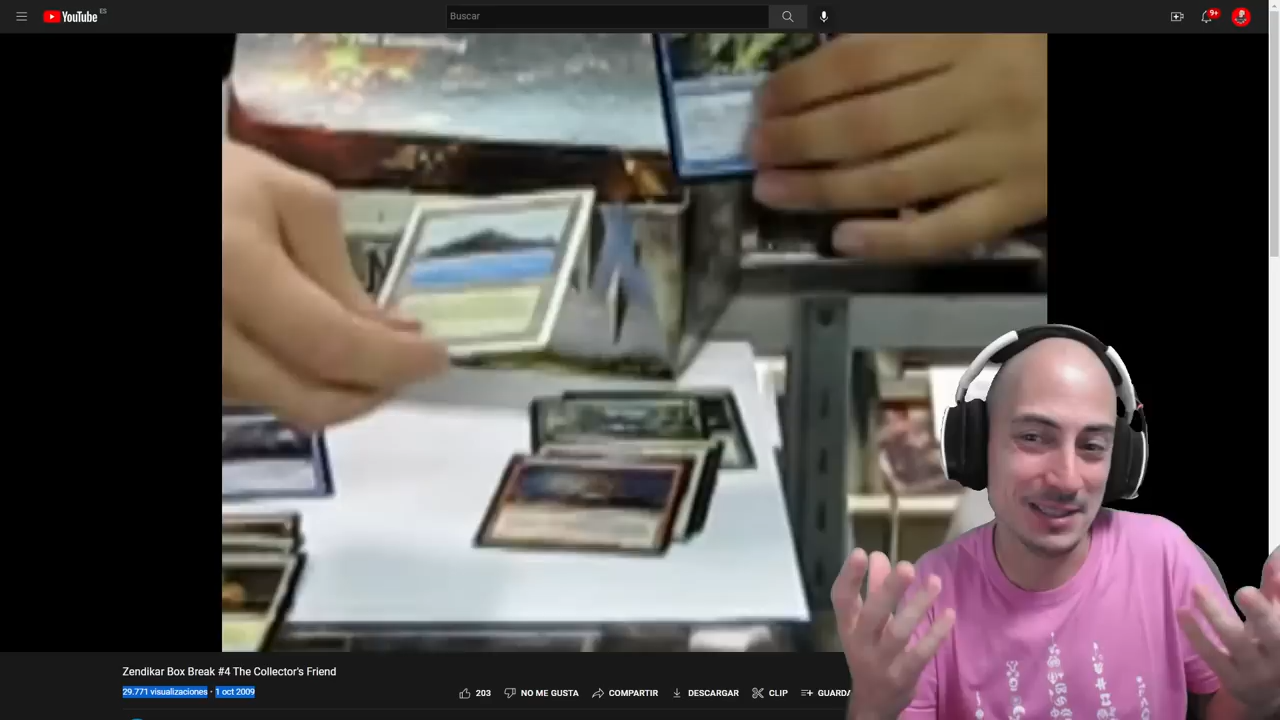 YouTube ES
Buscar
9+
Zendikar Box Break #4 The Collector's Friend
29.771 visualizaciones · 1 oct 2009
203 NO ME GUSTA COMPARTIR DESCARGAR CLIP GUARDA